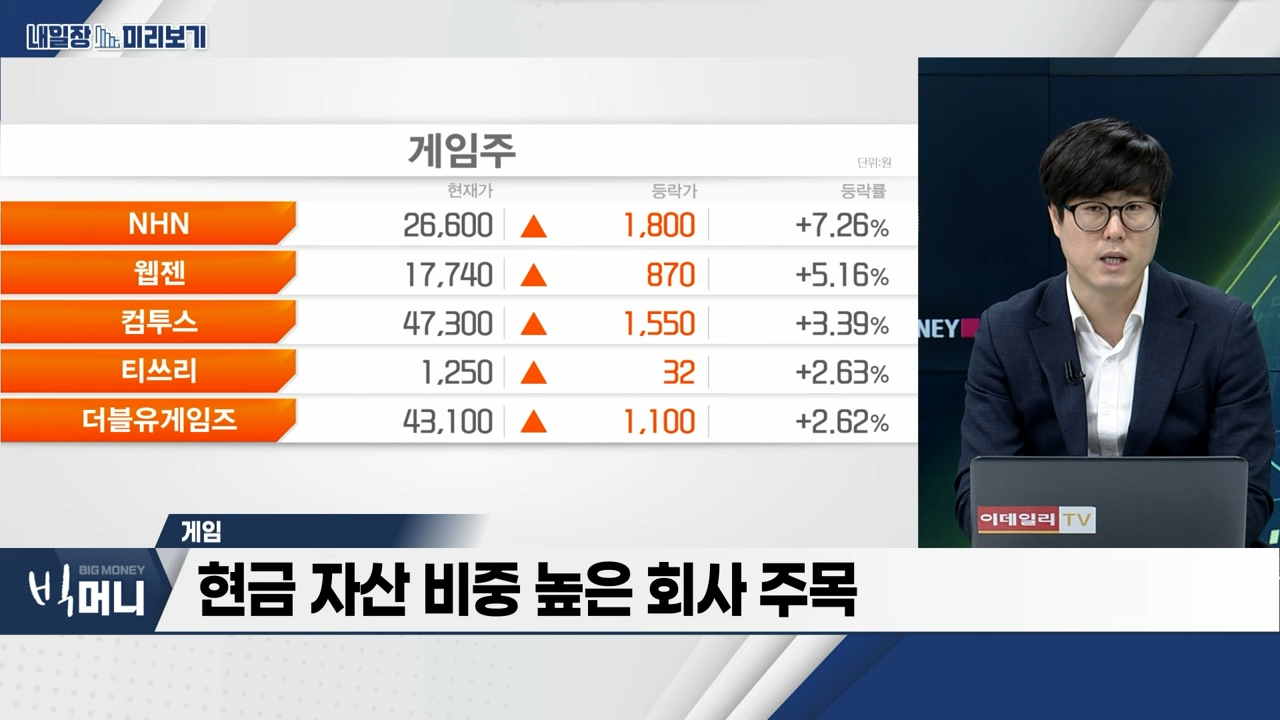 내일장 미리보기
게임주
단위:원
현재가 등락가 등락률
NHN 26,600 ▲ 1,800 +7.26%
웹젠 17,740 ▲ 870 +5.16%
컴투스 47,300 ▲ 1,550 +3.39%
티쓰리 1,250 ▲ 32 +2.63%
더블유게임즈 43,100 ▲ 1,100 +2.62%
NEY
이데일리 TV
게임
BIG MONEY
빅머니
현금 자산 비중 높은 회사 주목